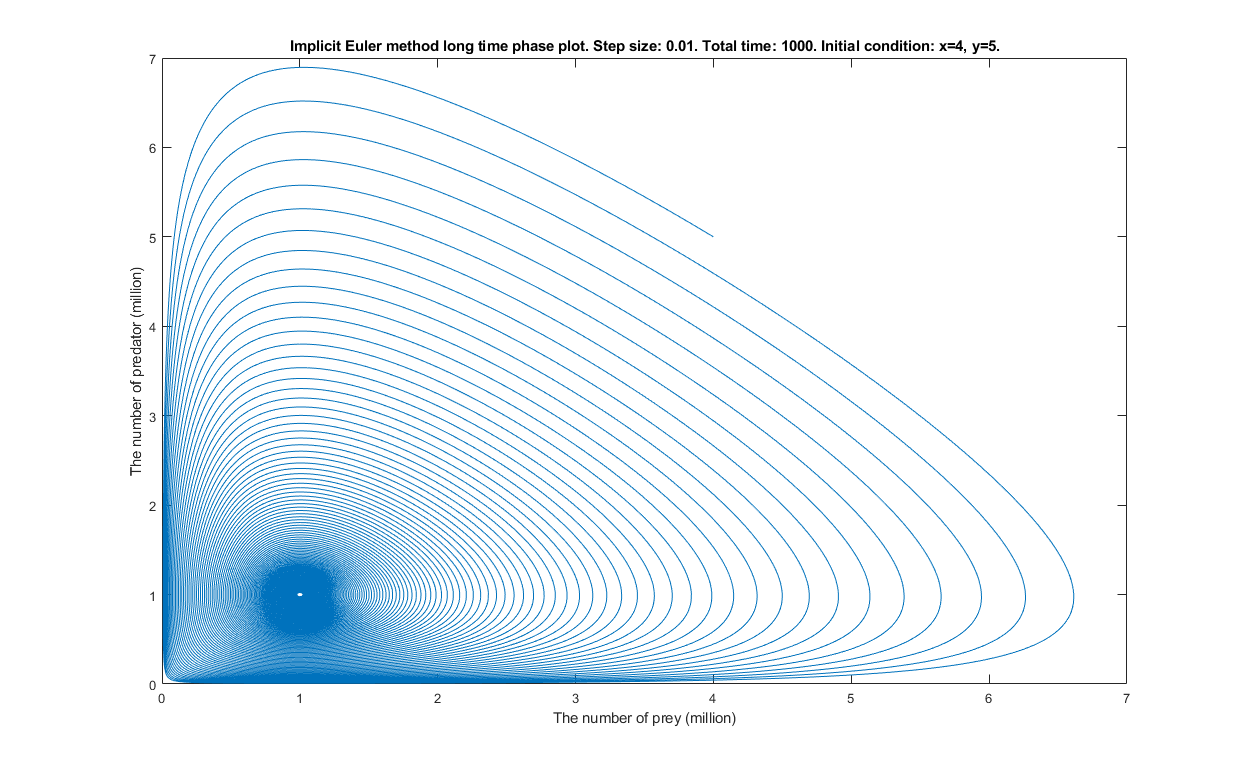 Implicit Euler method long time phase plot. Step size: 0.01. Total time: 1000. Initial condition: x=4, y=5.
7
6
5
4
3
2
1
0
The number of predator (million)
0 1 2 3 4 5 6 7
The number of prey (million)